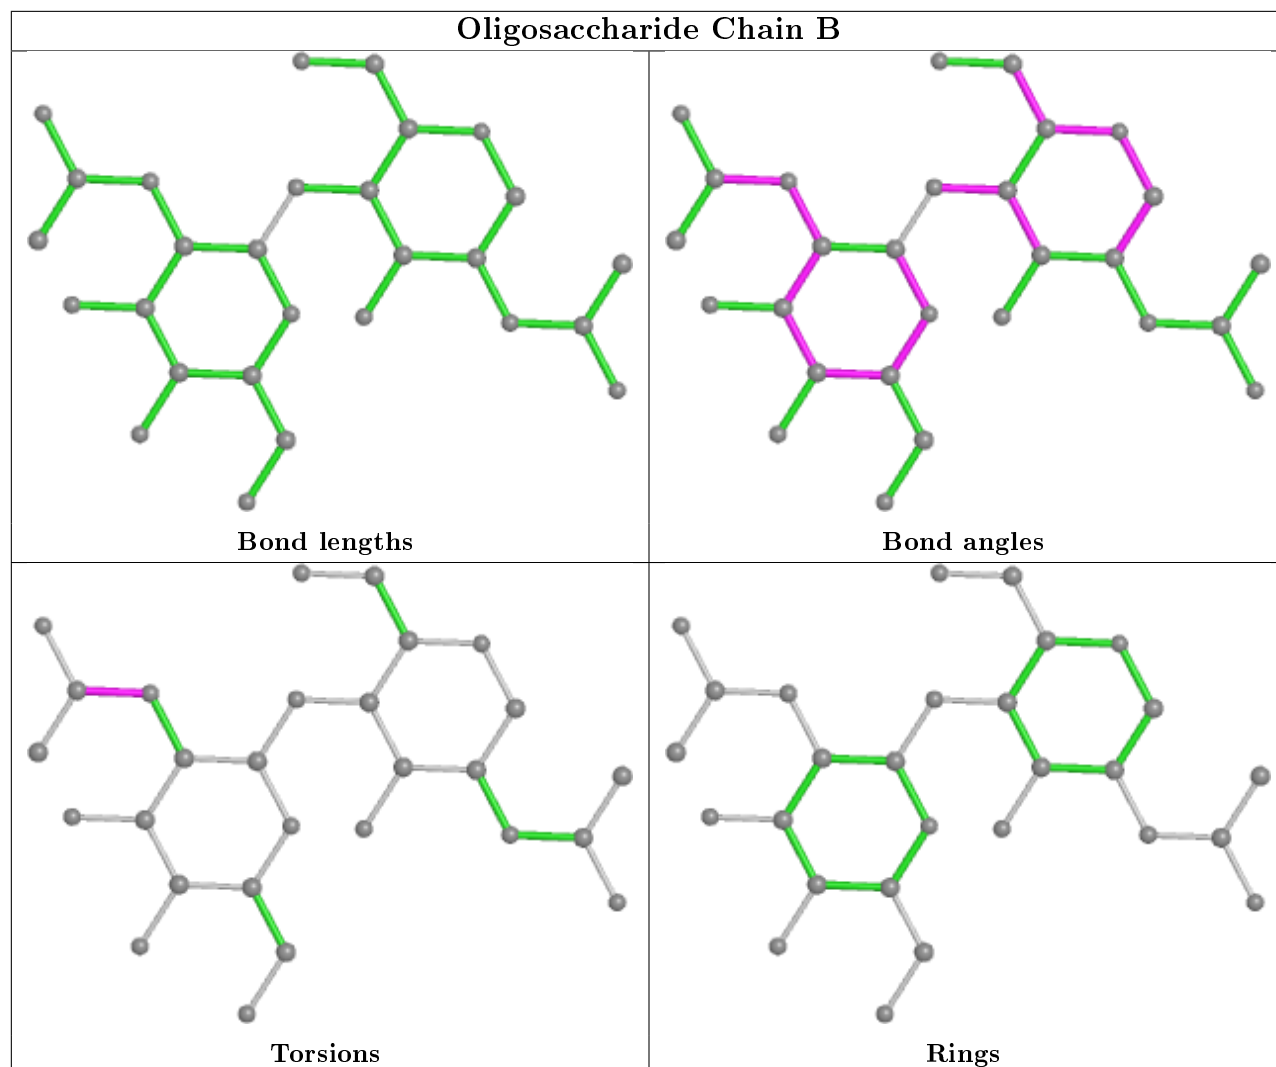 Oligosaccharide Chain B
Bond lengths
Bond angles
Torsions
Rings